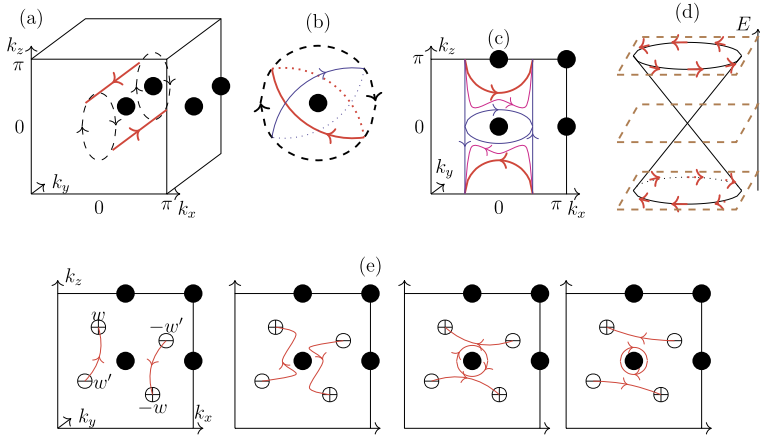 (a)
k_z
π
0
k_y
0
π
k_x
(b)
(c)
k_z
π
0
k_y
0
π
k_x
(d)
E
(e)
k_z
w
−w′
w′
−w
k_y
k_x